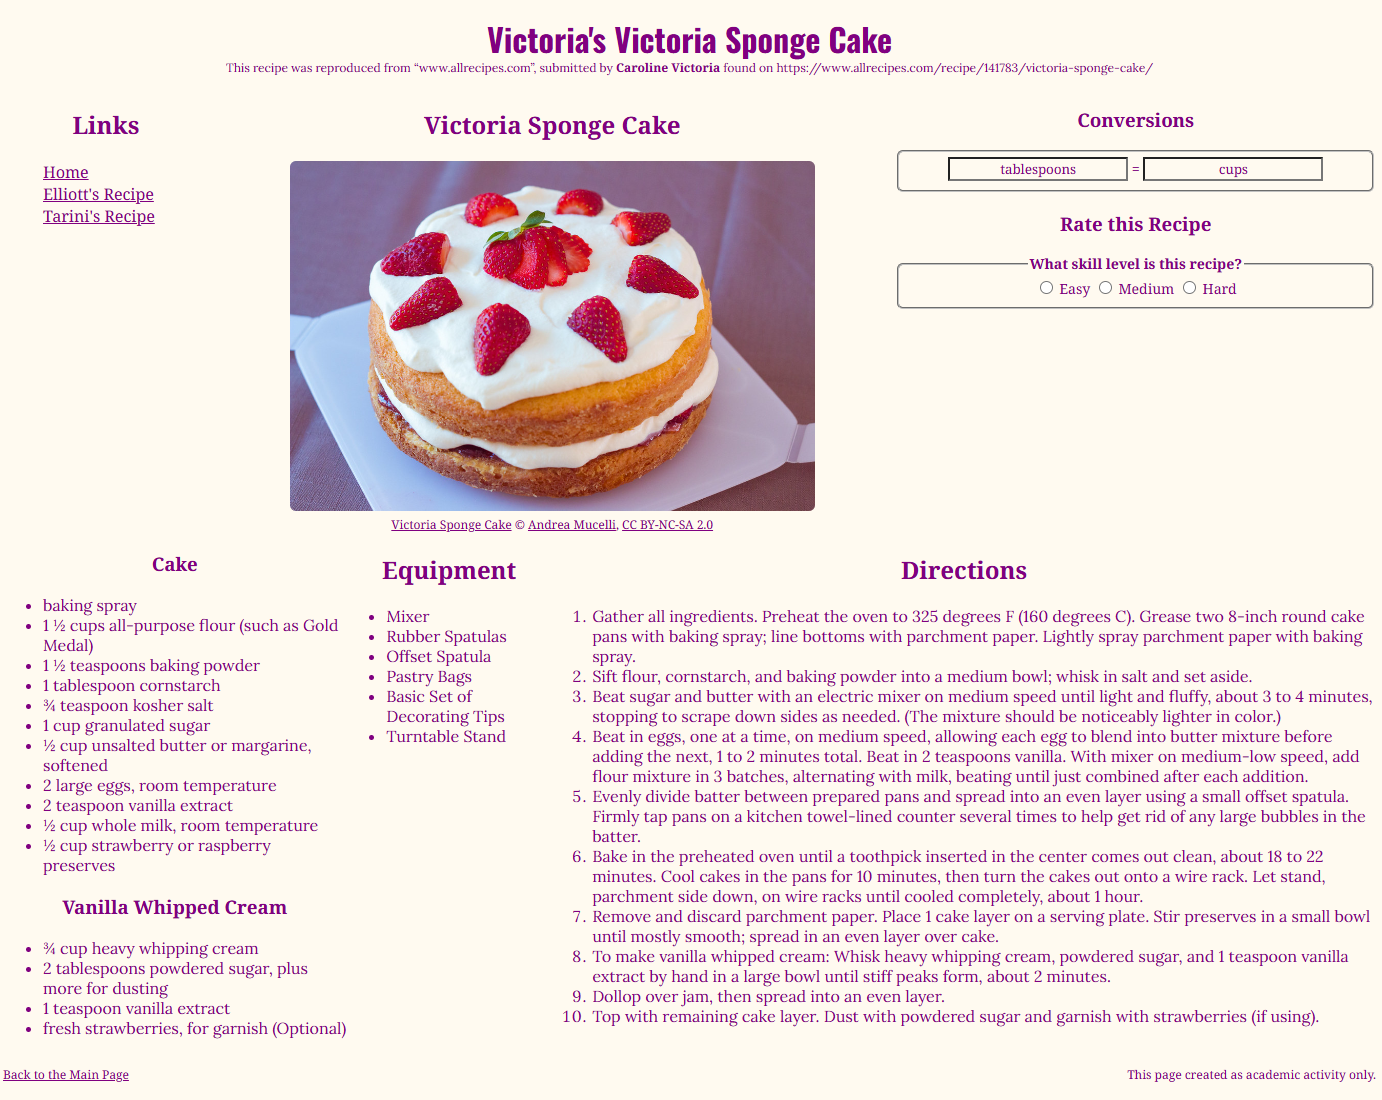 Victoria's Victoria Sponge Cake
This recipe was reproduced from “www.allrecipes.com”, submitted by Caroline Victoria found on https://www.allrecipes.com/recipe/141783/victoria-sponge-cake/
Links
Home
Elliott's Recipe
Tarini's Recipe
Victoria Sponge Cake
Victoria Sponge Cake © Andrea Mucelli, CC BY-NC-SA 2.0
Conversions
tablespoons = cups
Rate this Recipe
What skill level is this recipe?
Easy Medium Hard
Cake
• baking spray
• 1 ½ cups all-purpose flour (such as Gold
Medal)
• 1 ½ teaspoons baking powder
• 1 tablespoon cornstarch
• ¾ teaspoon kosher salt
• 1 cup granulated sugar
• ½ cup unsalted butter or margarine,
softened
• 2 large eggs, room temperature
• 2 teaspoon vanilla extract
• ½ cup whole milk, room temperature
• ½ cup strawberry or raspberry
preserves
Vanilla Whipped Cream
• ¾ cup heavy whipping cream
• 2 tablespoons powdered sugar, plus
more for dusting
• 1 teaspoon vanilla extract
• fresh strawberries, for garnish (Optional)
Equipment
• Mixer
• Rubber Spatulas
• Offset Spatula
• Pastry Bags
• Basic Set of
Decorating Tips
• Turntable Stand
Directions
1. Gather all ingredients. Preheat the oven to 325 degrees F (160 degrees C). Grease two 8-inch round cake
pans with baking spray; line bottoms with parchment paper. Lightly spray parchment paper with baking
spray.
2. Sift flour, cornstarch, and baking powder into a medium bowl; whisk in salt and set aside.
3. Beat sugar and butter with an electric mixer on medium speed until light and fluffy, about 3 to 4 minutes,
stopping to scrape down sides as needed. (The mixture should be noticeably lighter in color.)
4. Beat in eggs, one at a time, on medium speed, allowing each egg to blend into butter mixture before
adding the next, 1 to 2 minutes total. Beat in 2 teaspoons vanilla. With mixer on medium-low speed, add
flour mixture in 3 batches, alternating with milk, beating until just combined after each addition.
5. Evenly divide batter between prepared pans and spread into an even layer using a small offset spatula.
Firmly tap pans on a kitchen towel-lined counter several times to help get rid of any large bubbles in the
batter.
6. Bake in the preheated oven until a toothpick inserted in the center comes out clean, about 18 to 22
minutes. Cool cakes in the pans for 10 minutes, then turn the cakes out onto a wire rack. Let stand,
parchment side down, on wire racks until cooled completely, about 1 hour.
7. Remove and discard parchment paper. Place 1 cake layer on a serving plate. Stir preserves in a small bowl
until mostly smooth; spread in an even layer over cake.
8. To make vanilla whipped cream: Whisk heavy whipping cream, powdered sugar, and 1 teaspoon vanilla
extract by hand in a large bowl until stiff peaks form, about 2 minutes.
9. Dollop over jam, then spread into an even layer.
10. Top with remaining cake layer. Dust with powdered sugar and garnish with strawberries (if using).
Back to the Main Page
This page created as academic activity only.